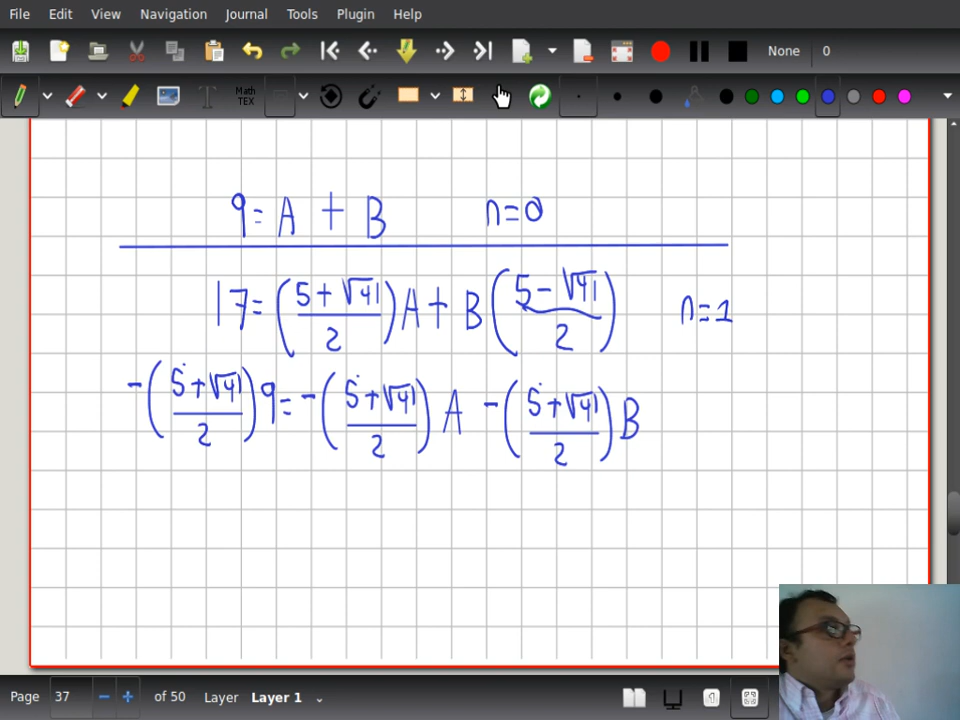 File Edit View Navigation Journal Tools Plugin Help
None 0
Math TEX
9 = A + B n=0
17 = (5 + √41 / 2) A + B (5 - √41 / 2) n=1
-(5 + √41 / 2) 9 = -(5 + √41 / 2) A -(5 + √41 / 2) B
Page 37 of 50 Layer Layer 1